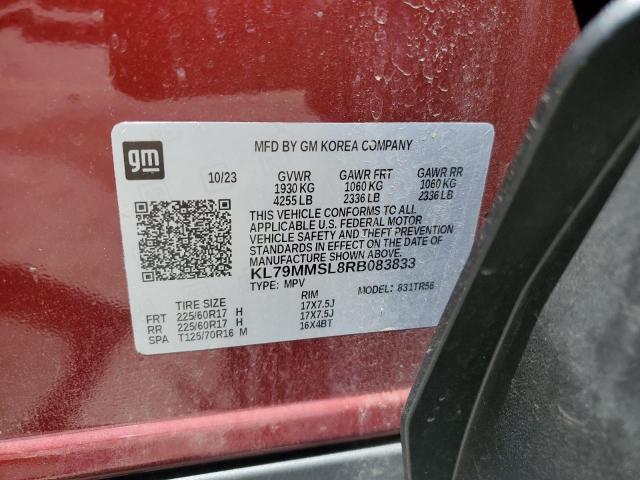 gm
MFD BY GM KOREA COMPANY
10/23 GVWR GAWR FRT GAWR RR
1930 KG 1060 KG 1060 KG
4255 LB 2336 LB 2336 LB
THIS VEHICLE CONFORMS TO ALL
APPLICABLE U.S. FEDERAL MOTOR
VEHICLE SAFETY AND THEFT PREVENTION
STANDARDS IN EFFECT ON THE DATE OF
MANUFACTURE SHOWN ABOVE.
KL79MMSL8RB083833
TYPE: MPV MODEL: 831TR56
TIRE SIZE RIM
FRT 225/60R17 H 17X7.5J
RR 225/60R17 H 17X7.5J
SPA T125/70R16 M 16X4BT